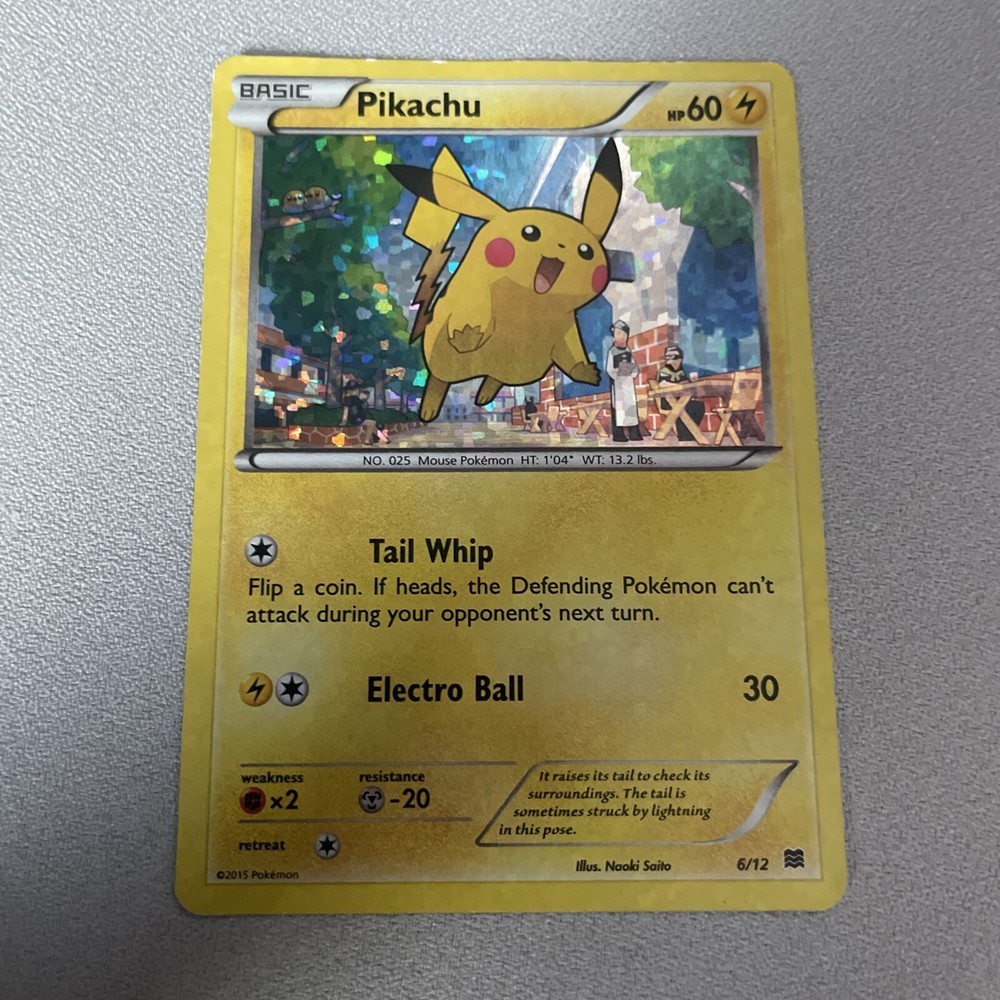 BASIC
Pikachu
HP60
NO. 025 Mouse Pokémon HT: 1'04" WT: 13.2 lbs.
Tail Whip
Flip a coin. If heads, the Defending Pokémon can't
attack during your opponent's next turn.
Electro Ball 30
weakness resistance
×2 -20
retreat
It raises its tail to check its
surroundings. The tail is
sometimes struck by lightning
in this pose.
Illus. Naoki Saito 6/12
©2015 Pokémon